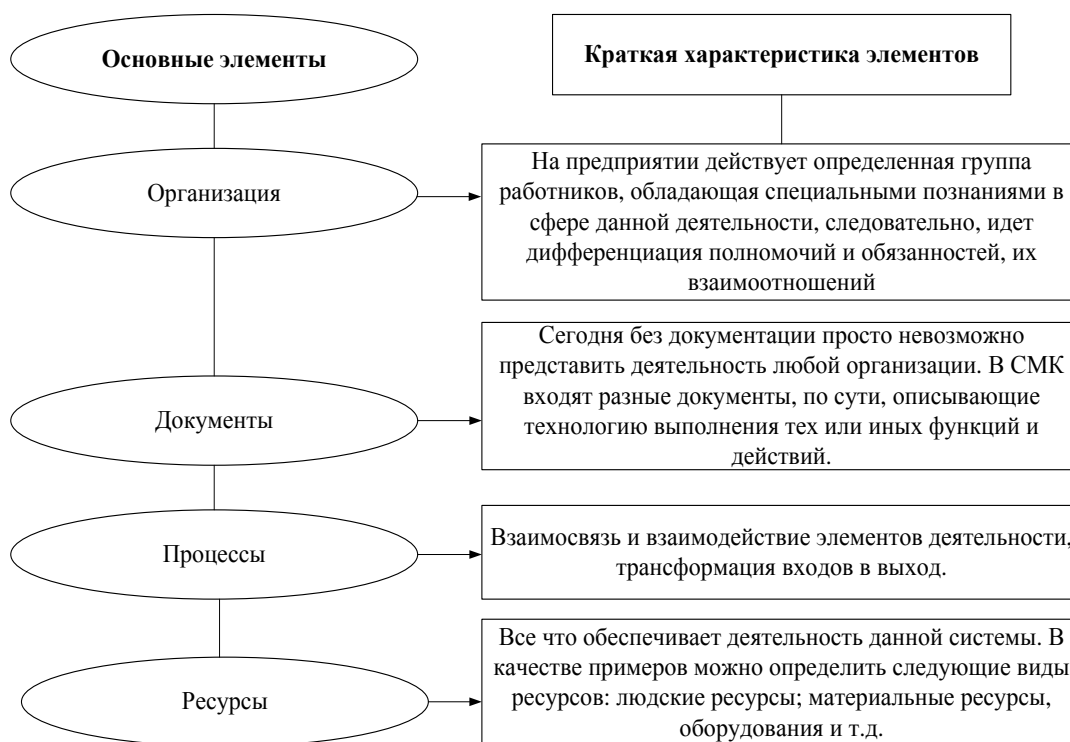 Основные элементы
Краткая характеристика элементов
Организация
На предприятии действует определенная группа
работников, обладающая специальными познаниями в
сфере данной деятельности, следовательно, идет
дифференциация полномочий и обязанностей, их
взаимоотношений
Документы
Сегодня без документации просто невозможно
представить деятельность любой организации. В СМК
входят разные документы, по сути, описывающие
технологию выполнения тех или иных функций и
действий.
Процессы
Взаимосвязь и взаимодействие элементов деятельности,
трансформация входов в выход.
Ресурсы
Все что обеспечивает деятельность данной системы. В
качестве примеров можно определить следующие виды
ресурсов: людские ресурсы; материальные ресурсы,
оборудования и т.д.